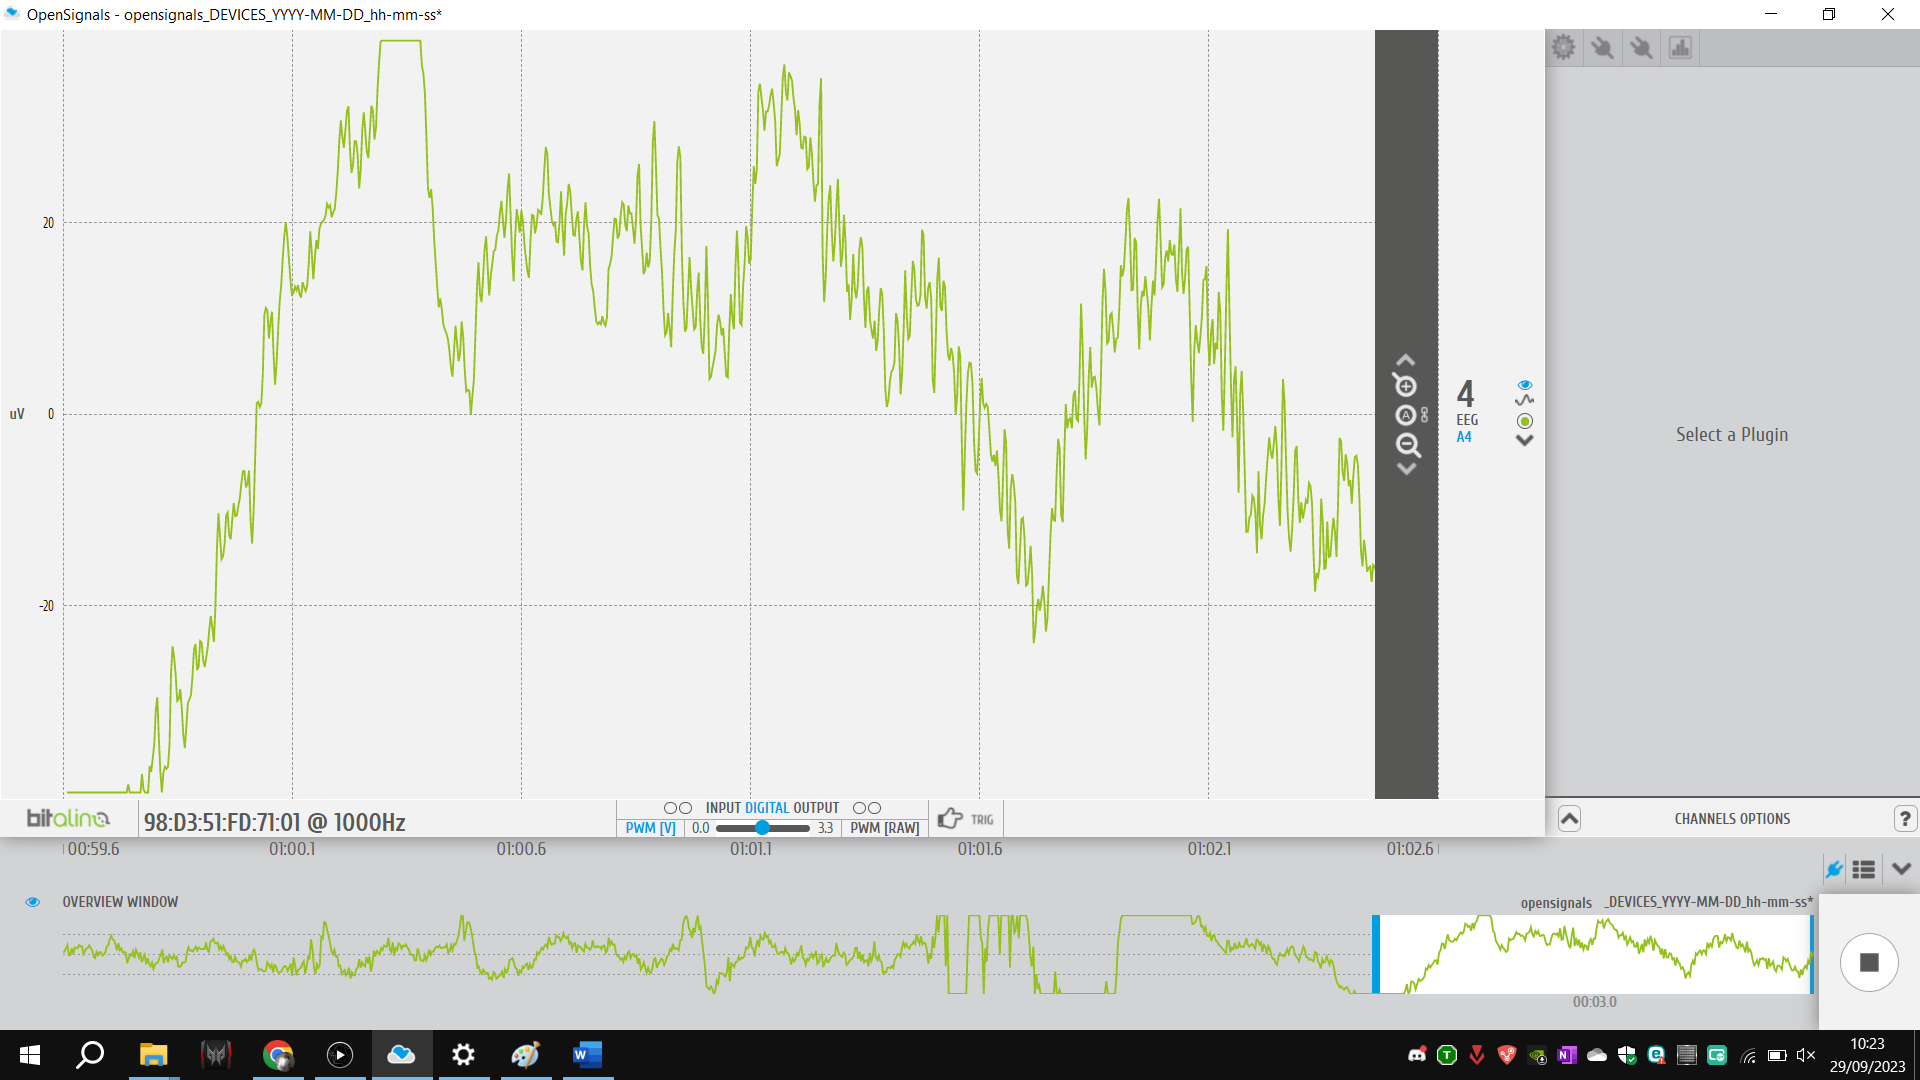 OpenSignals - opensignals_DEVICES_YYYY-MM-DD_hh-mm-ss*
20
uV 0
-20
4
EEG
A4
Select a Plugin
bitalino
98:D3:51:FD:71:01 @ 1000Hz
INPUT DIGITAL OUTPUT
PWM [V] 0.0 3.3 PWM [RAW]
TRIG
CHANNELS OPTIONS
?
00:59.6 01:00.1 01:00.6 01:01.1 01:01.6 01:02.1 01:02.6
OVERVIEW WINDOW
opensignals _DEVICES_YYYY-MM-DD_hh-mm-ss*
00:03.0
10:23
29/09/2023